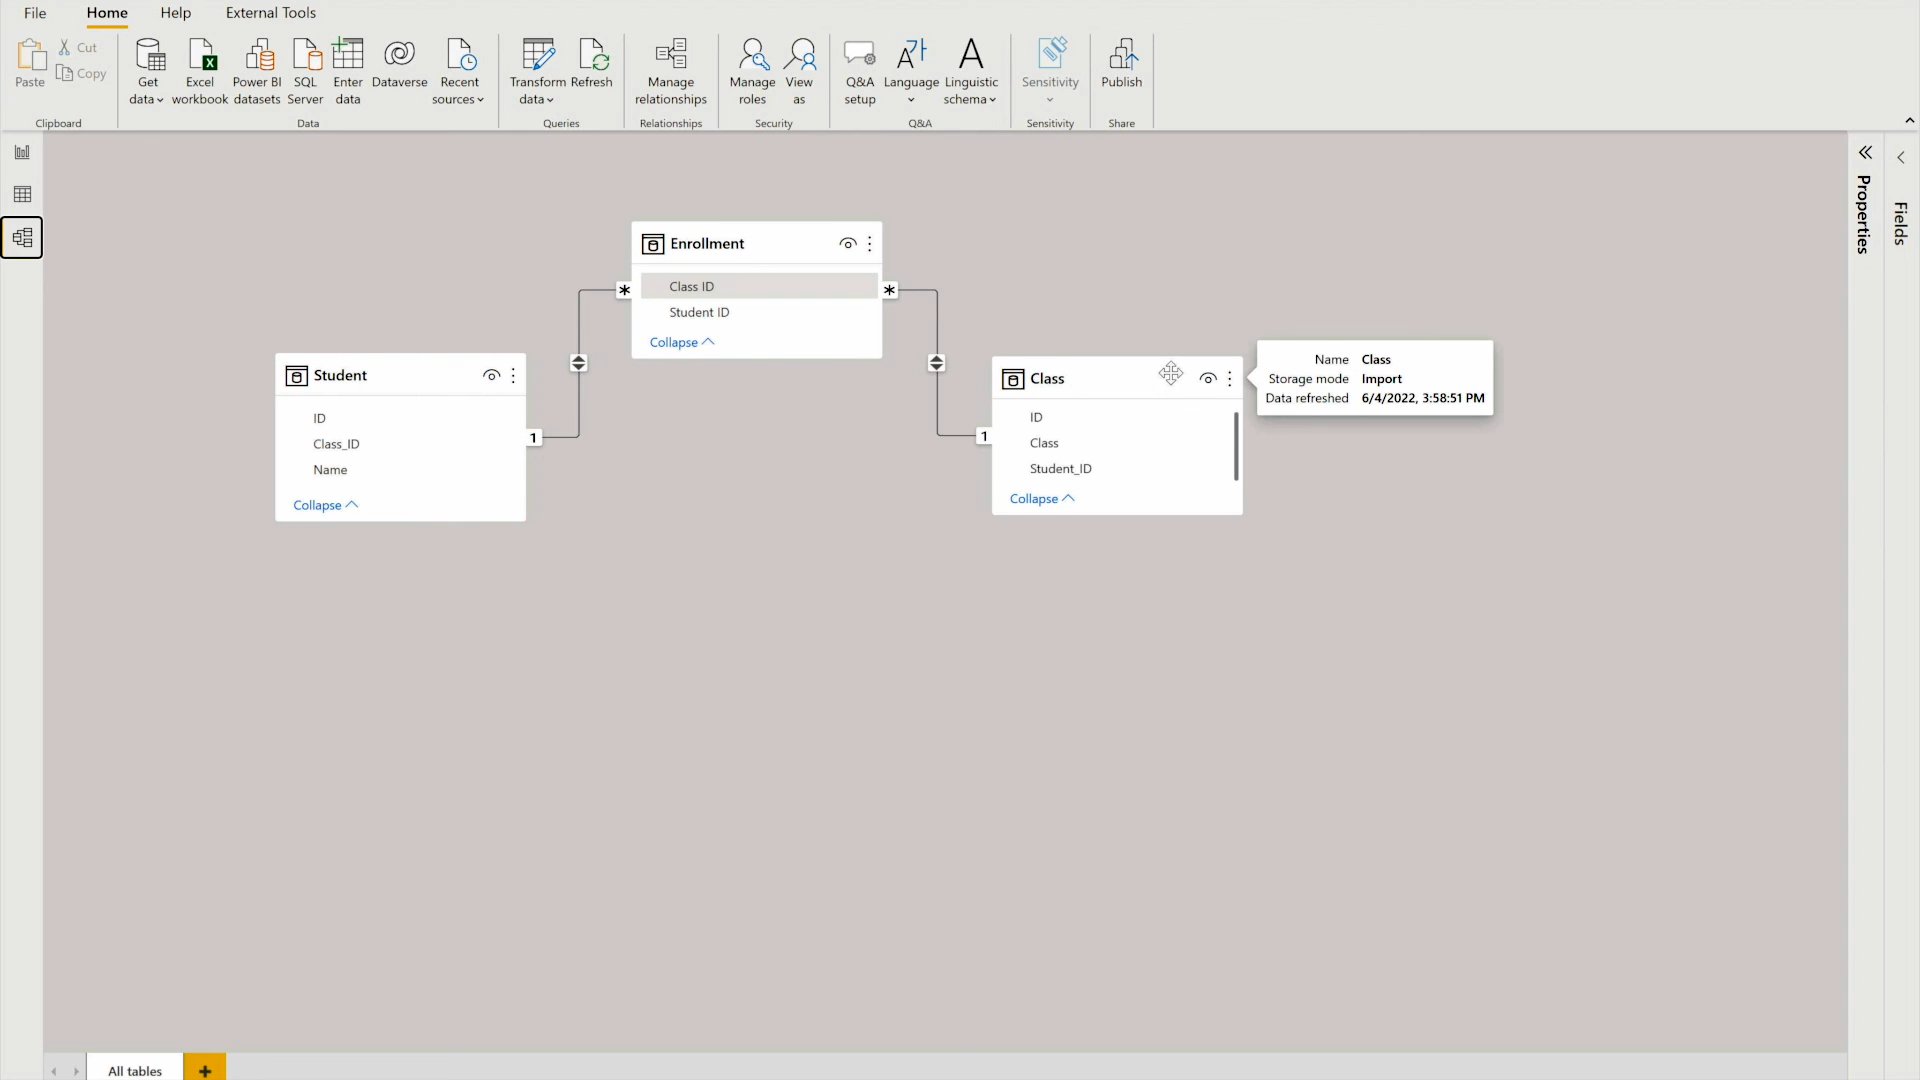 File Home Help External Tools
Paste
Cut
Copy
Clipboard
Get data
Excel workbook
Power BI datasets
SQL Server
Enter data
Dataverse
Recent sources
Data
Transform data
Refresh
Queries
Manage relationships
Relationships
Manage roles
View as
Security
Q&A setup
Language
Linguistic schema
Q&A
Sensitivity
Sensitivity
Publish
Share
Properties
Fields
Enrollment
Class ID
Student ID
Collapse
*
*
Student
ID
Class_ID
Name
Collapse
1
1
Class
ID
Class
Student_ID
Collapse
Name Class
Storage mode Import
Data refreshed 6/4/2022, 3:58:51 PM
All tables +